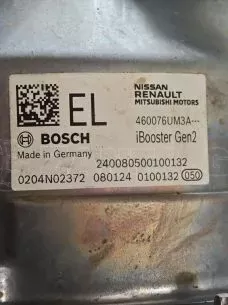 EL
NISSAN
RENAULT
MITSUBISHI MOTORS
460076UM3A---
BOSCH
iBooster Gen2
Made in Germany
240080500100132
0204N02372 080124 0100132 050